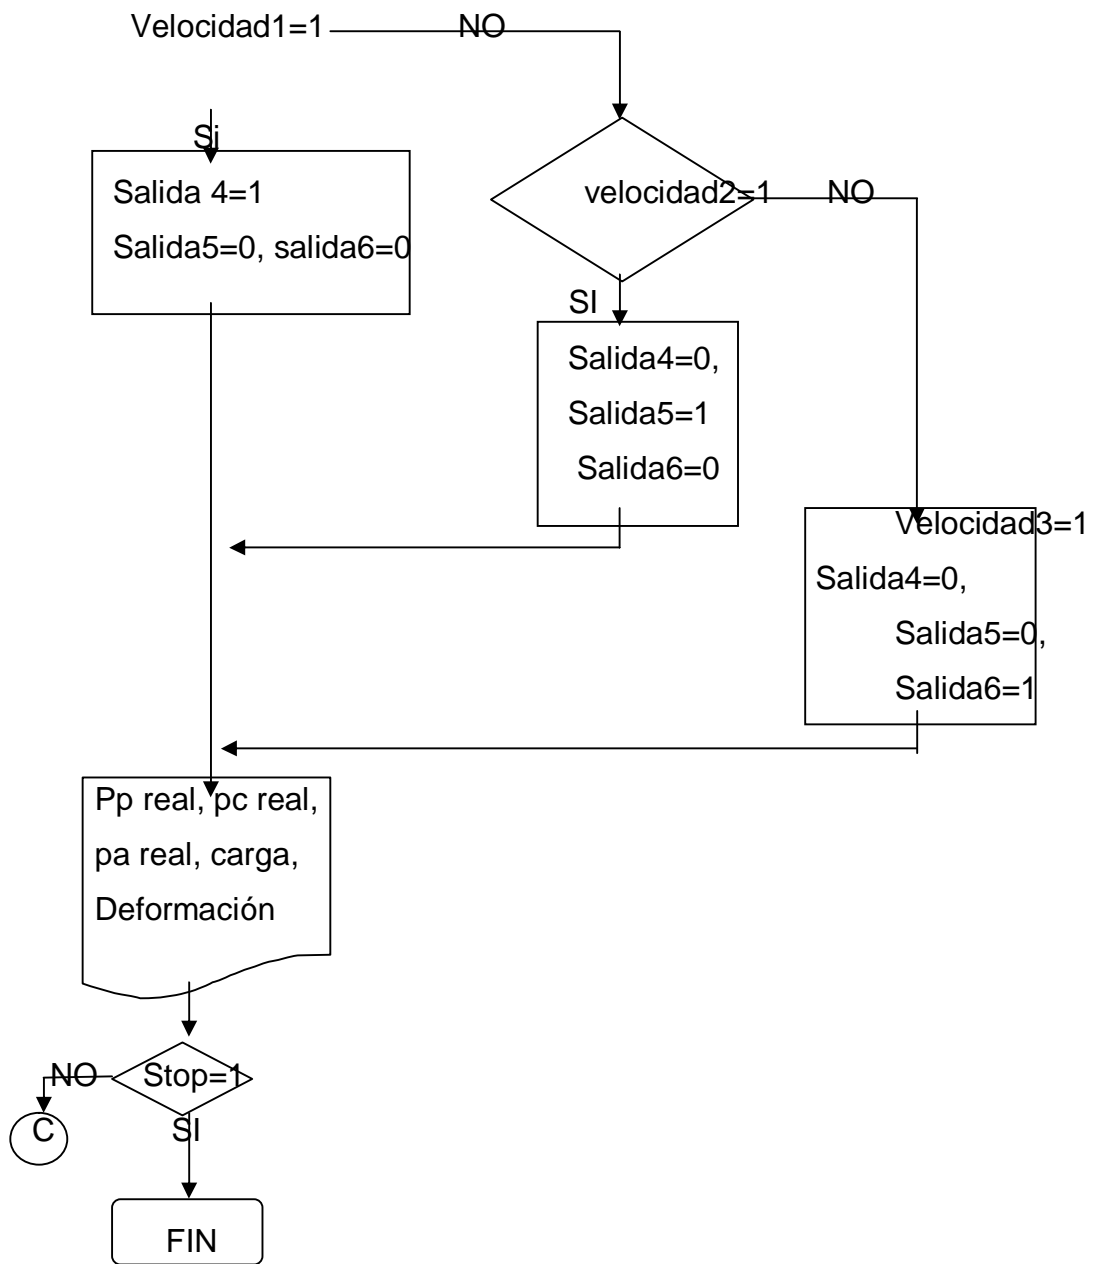 Velocidad1=1 NO
Si
Salida 4=1
Salida5=0, salida6=0
velocidad2=1 NO
SI
Salida4=0,
Salida5=1
Salida6=0
Velocidad3=1
Salida4=0,
Salida5=0,
Salida6=1
Pp real, pc real,
pa real, carga,
Deformación
NO Stop=1
C
SI
FIN